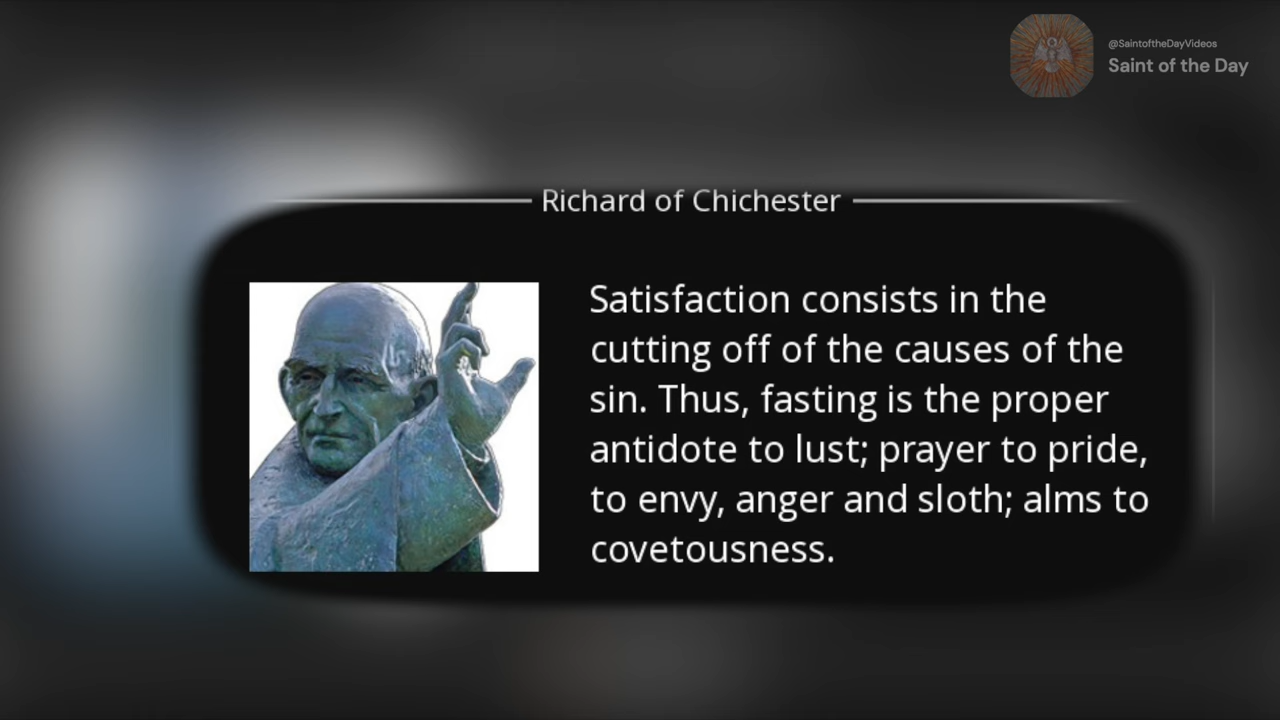 @SaintoftheDayVideos
Saint of the Day
Richard of Chichester
Satisfaction consists in the
cutting off of the causes of the
sin. Thus, fasting is the proper
antidote to lust; prayer to pride,
to envy, anger and sloth; alms to
covetousness.